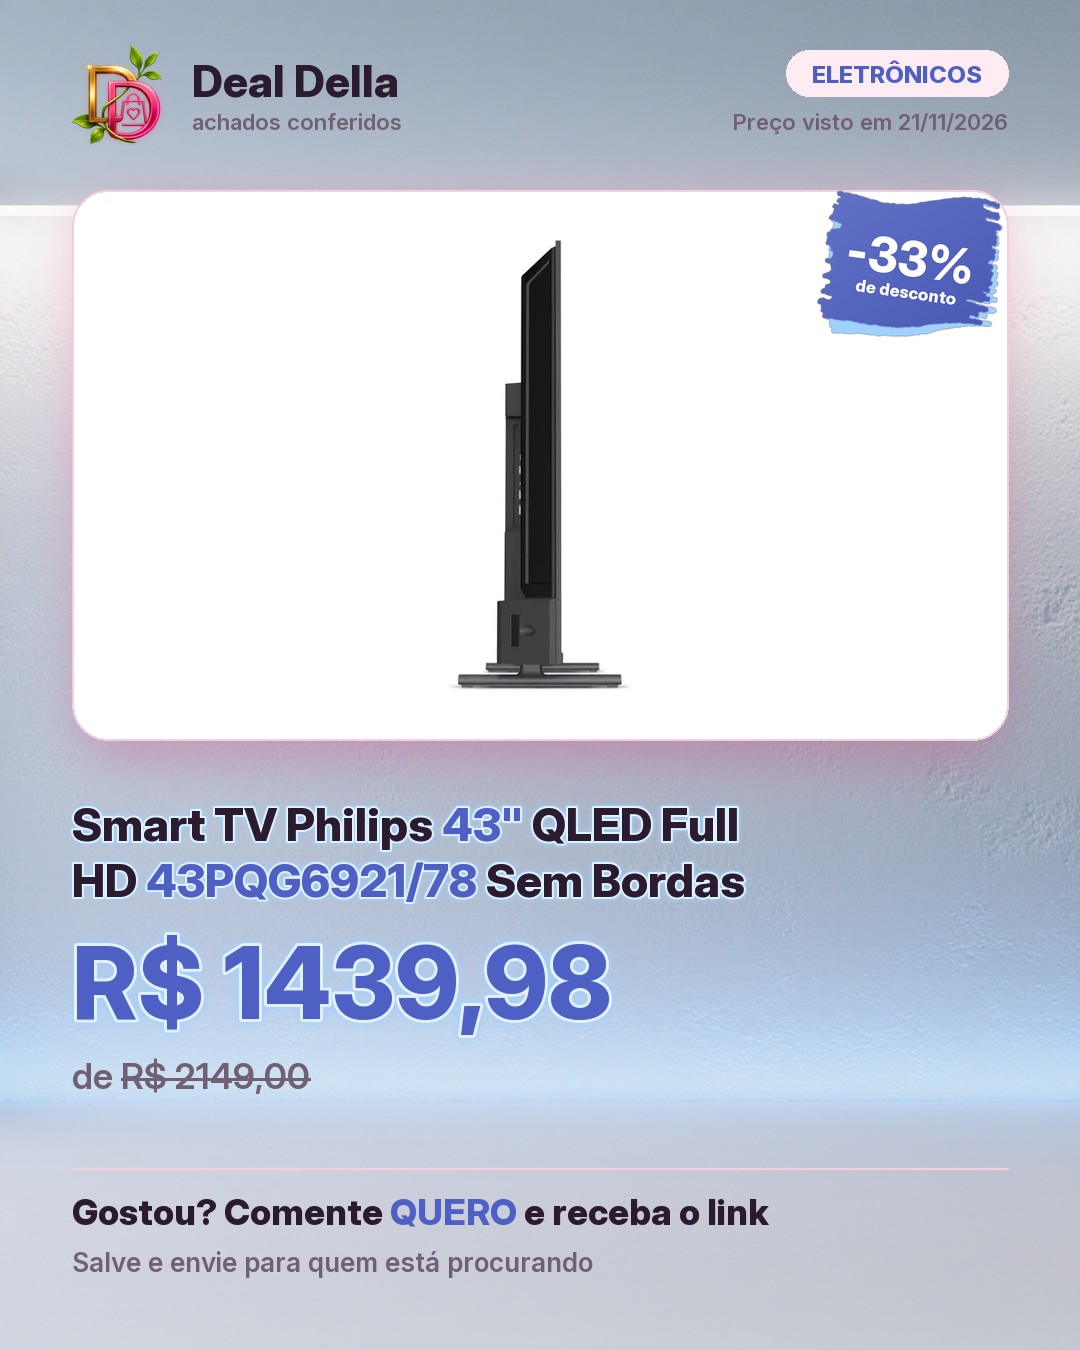 Deal Della
achados conferidos
ELETRÔNICOS
Preço visto em 21/11/2026
-33%
de desconto
Smart TV Philips 43" QLED Full
HD 43PQG6921/78 Sem Bordas
R$ 1439,98
de R$ 2149,00
Gostou? Comente QUERO e receba o link
Salve e envie para quem está procurando